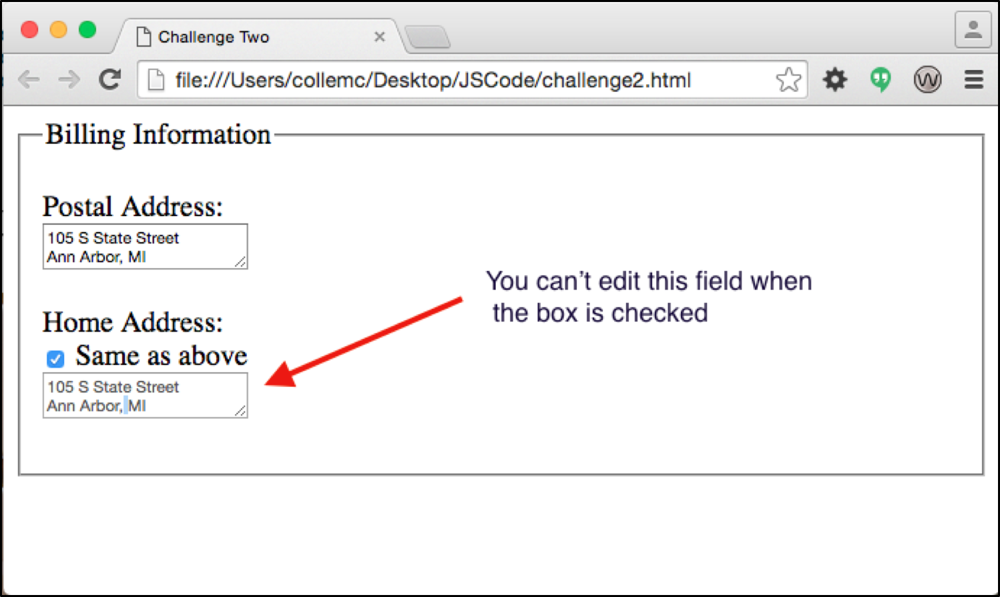 Challenge Two
file:///Users/collemc/Desktop/JSCode/challenge2.html
Billing Information
Postal Address:
105 S State Street
Ann Arbor, MI
You can’t edit this field when
the box is checked
Home Address:
Same as above
105 S State Street
Ann Arbor, MI